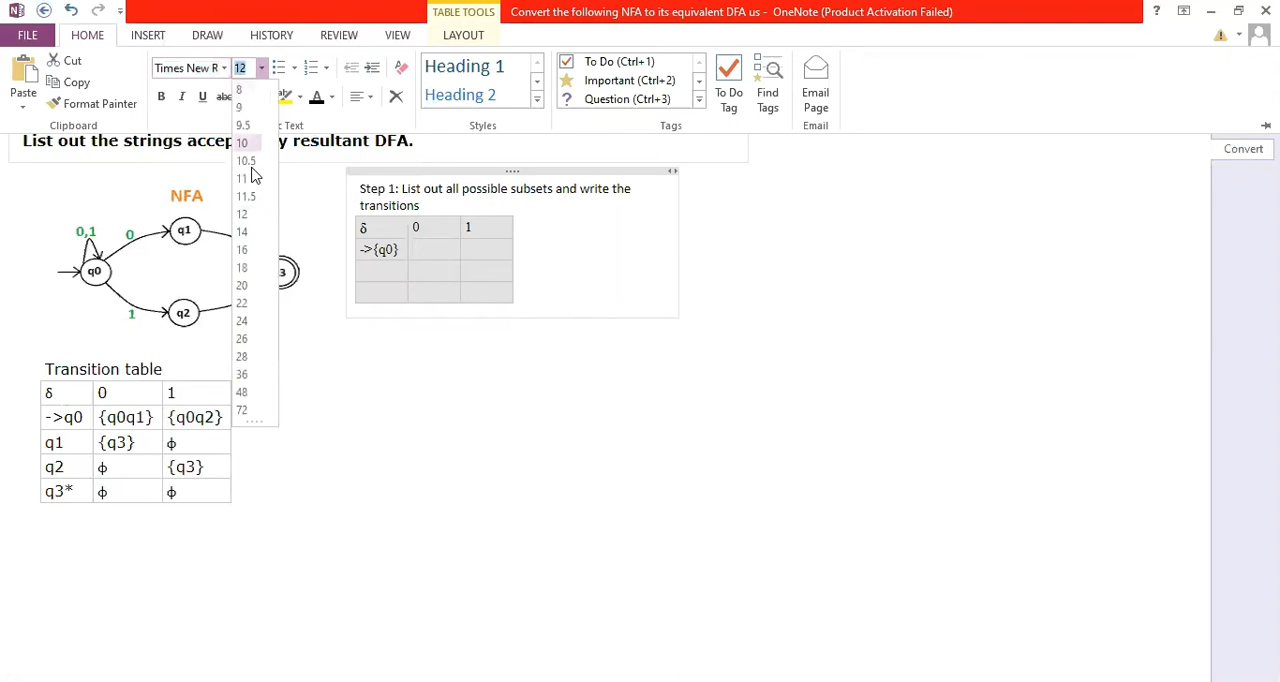 TABLE TOOLS
Convert the following NFA to its equivalent DFA us - OneNote (Product Activation Failed)
?
FILE
HOME
INSERT
DRAW
HISTORY
REVIEW
VIEW
LAYOUT
Paste
Cut
Copy
Format Painter
Clipboard
Times New R
12
B I U abc
A
c Text
Heading 1
Heading 2
Styles
To Do (Ctrl+1)
Important (Ctrl+2)
? Question (Ctrl+3)
To Do
Tag
Find
Tags
Tags
Email
Page
Email
8
9
9.5
10
10.5
11
11.5
12
14
16
18
20
22
24
26
28
36
48
72
Convert
List out the strings accep y resultant DFA.
NFA
0,1
0
q1
q0
3
1
q2
Step 1: List out all possible subsets and write the
transitions
δ 0 1
->{q0}
Transition table
δ 0 1
->q0 {q0q1} {q0q2}
q1 {q3} ϕ
q2 ϕ {q3}
q3* ϕ ϕ